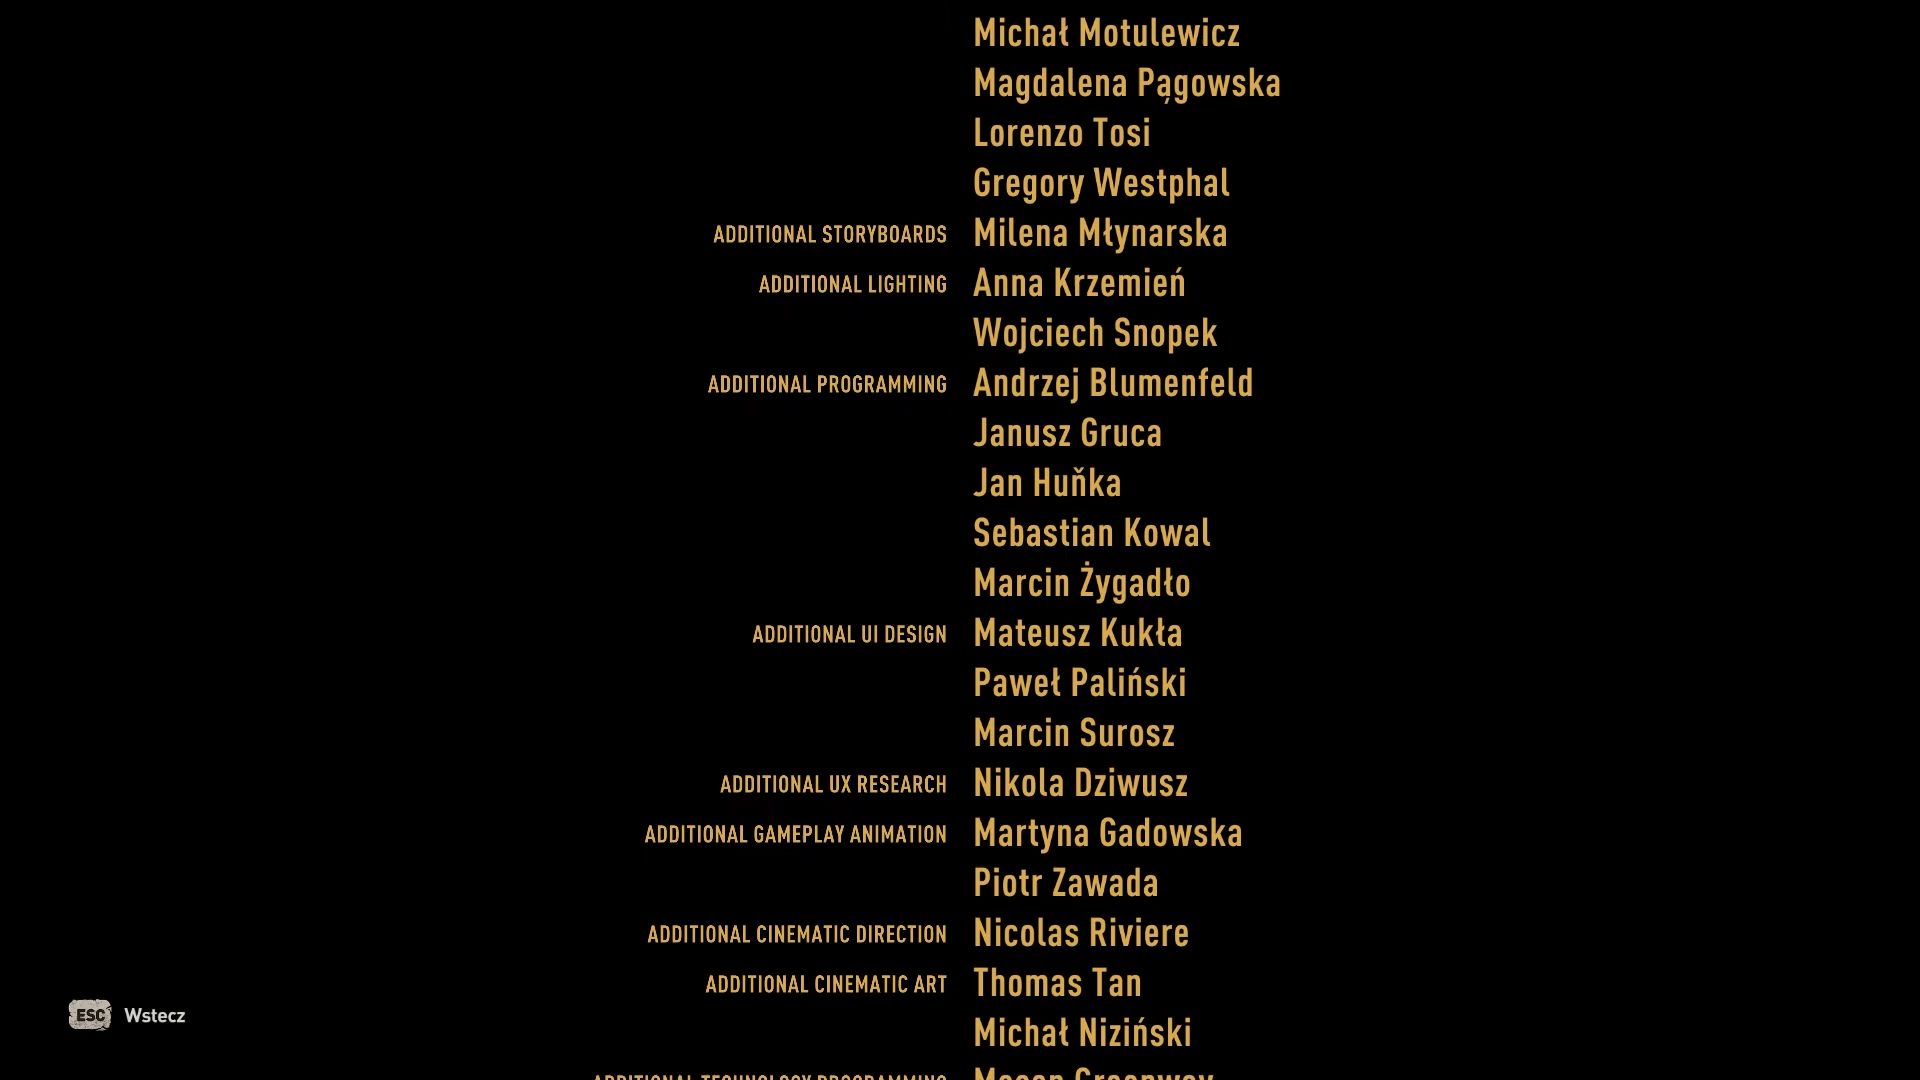 Michał Motulewicz
Magdalena Pągowska
Lorenzo Tosi
Gregory Westphal
ADDITIONAL STORYBOARDS Milena Młynarska
ADDITIONAL LIGHTING Anna Krzemień
Wojciech Snopek
ADDITIONAL PROGRAMMING Andrzej Blumenfeld
Janusz Gruca
Jan Huňka
Sebastian Kowal
Marcin Żygadło
ADDITIONAL UI DESIGN Mateusz Kukła
Paweł Paliński
Marcin Surosz
ADDITIONAL UX RESEARCH Nikola Dziwusz
ADDITIONAL GAMEPLAY ANIMATION Martyna Gadowska
Piotr Zawada
ADDITIONAL CINEMATIC DIRECTION Nicolas Riviere
ADDITIONAL CINEMATIC ART Thomas Tan
ESC Wstecz
Michał Niziński
ADDITIONAL TECHNOLOGY PROGRAMMING